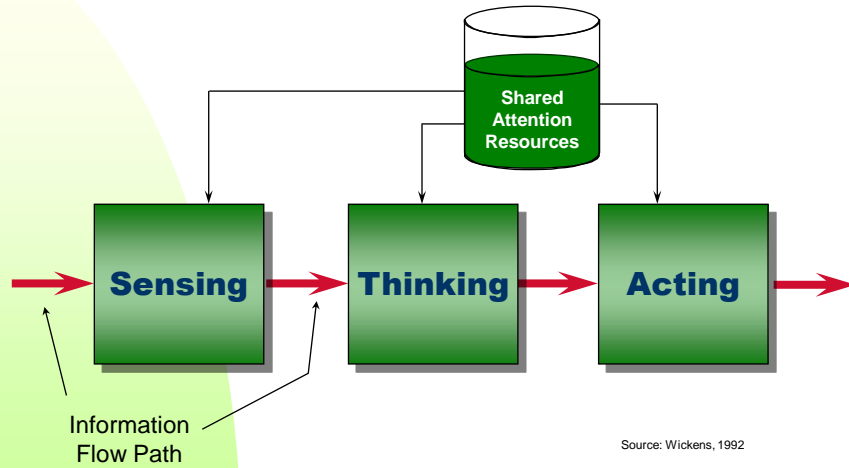 Shared
Attention
Resources
Sensing
Thinking
Acting
Information
Flow Path
Source: Wickens, 1992